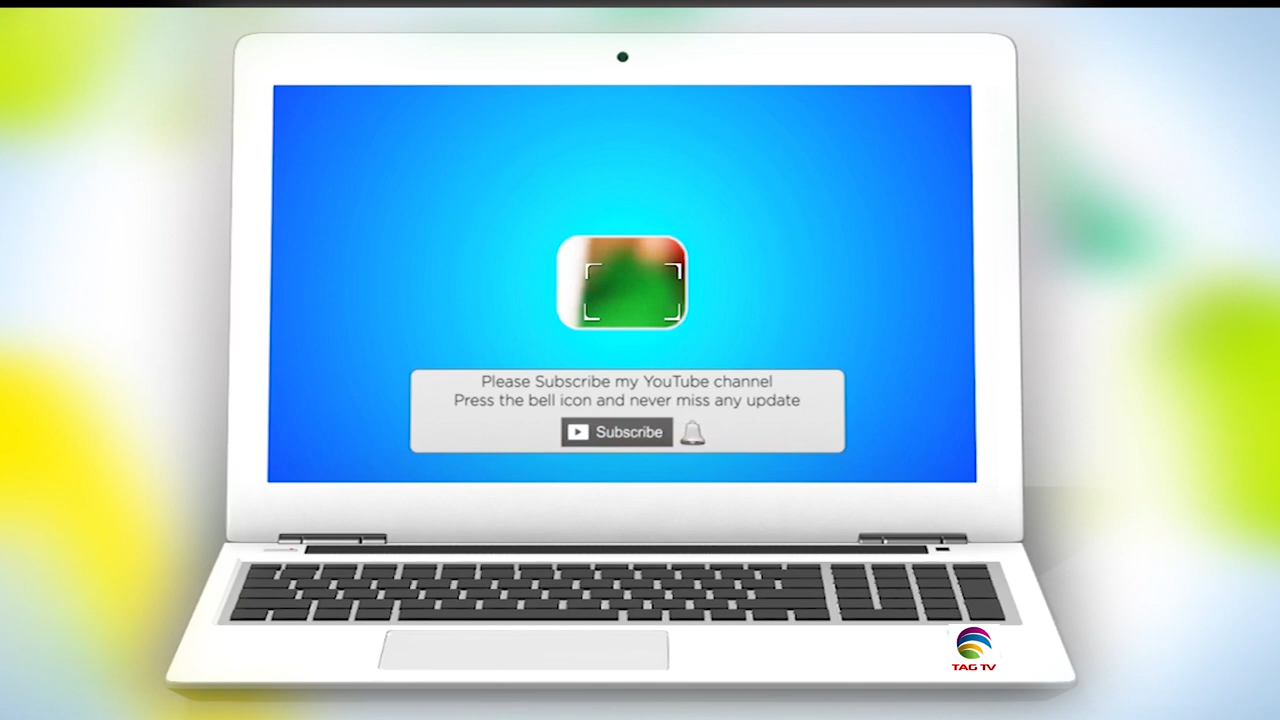 Please Subscribe my YouTube channel
Press the bell icon and never miss any update
Subscribe
TAG TV